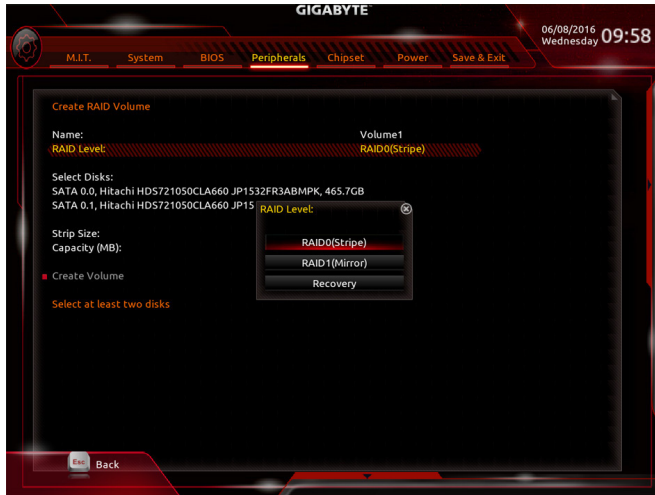 GIGABYTE
06/08/2016
Wednesday 09:58
M.I.T. System BIOS Peripherals Chipset Power Save & Exit
Create RAID Volume
Name: Volume1
RAID Level: RAID0(Stripe)
Select Disks:
SATA 0.0, Hitachi HDS721050CLA660 JP1532FR3ABMPK, 465.7GB
SATA 0.1, Hitachi HDS721050CLA660 JP15
RAID Level:
RAID0(Stripe)
RAID1(Mirror)
Recovery
Strip Size:
Capacity (MB):
Create Volume
Select at least two disks
Esc Back